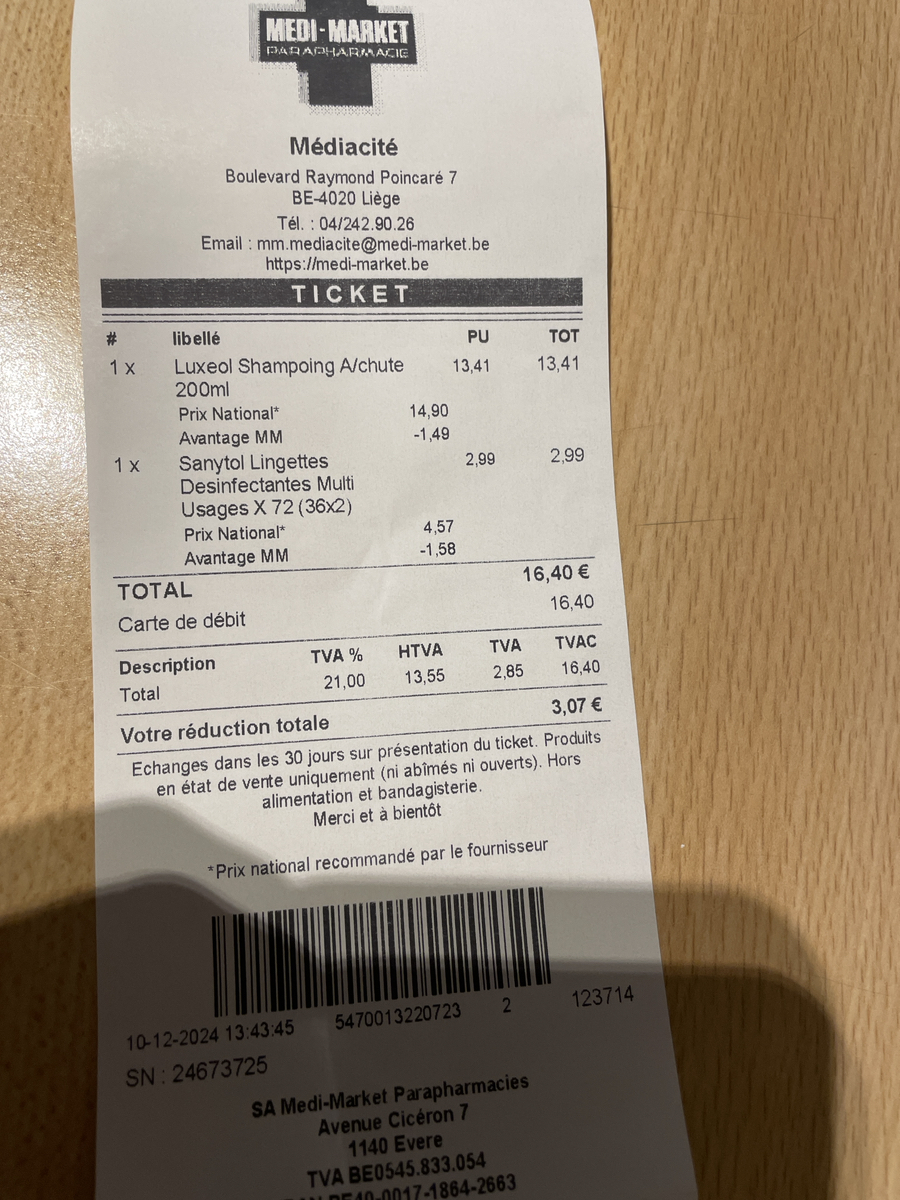 MEDI-MARKET
PARAPHARMACIE
Médiacité
Boulevard Raymond Poincaré 7
BE-4020 Liège
Tél. : 04/242.90.26
Email : mm.mediacite@medi-market.be
https://medi-market.be
TICKET
# libellé PU TOT
1 x Luxeol Shampoing A/chute 13,41 13,41
200ml
Prix National* 14,90
Avantage MM -1,49
1 x Sanytol Lingettes 2,99 2,99
Desinfectantes Multi
Usages X 72 (36x2)
Prix National* 4,57
Avantage MM -1,58
TOTAL 16,40 €
Carte de débit 16,40
Description TVA % HTVA TVA TVAC
Total 21,00 13,55 2,85 16,40
Votre réduction totale 3,07 €
Echanges dans les 30 jours sur présentation du ticket. Produits
en état de vente uniquement (ni abîmés ni ouverts). Hors
alimentation et bandagisterie.
Merci et à bientôt
*Prix national recommandé par le fournisseur
10-12-2024 13:43:45 5470013220723 2 123714
SN : 24673725
SA Medi-Market Parapharmacies
Avenue Cicéron 7
1140 Evere
TVA BE0545.833.054
BE40-0017-1864-2663